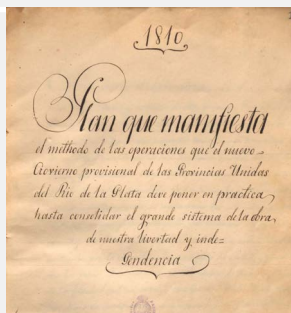 1810.
Plan que manifiesta
el methodo de las operaciones que el nuevo
Govierno provisional de las Provincias Unidas
del Rio de la Plata deve poner en practica,
hasta consolidar el grande sistema de la obra,
de nuestra livertad y inde=
pendencia